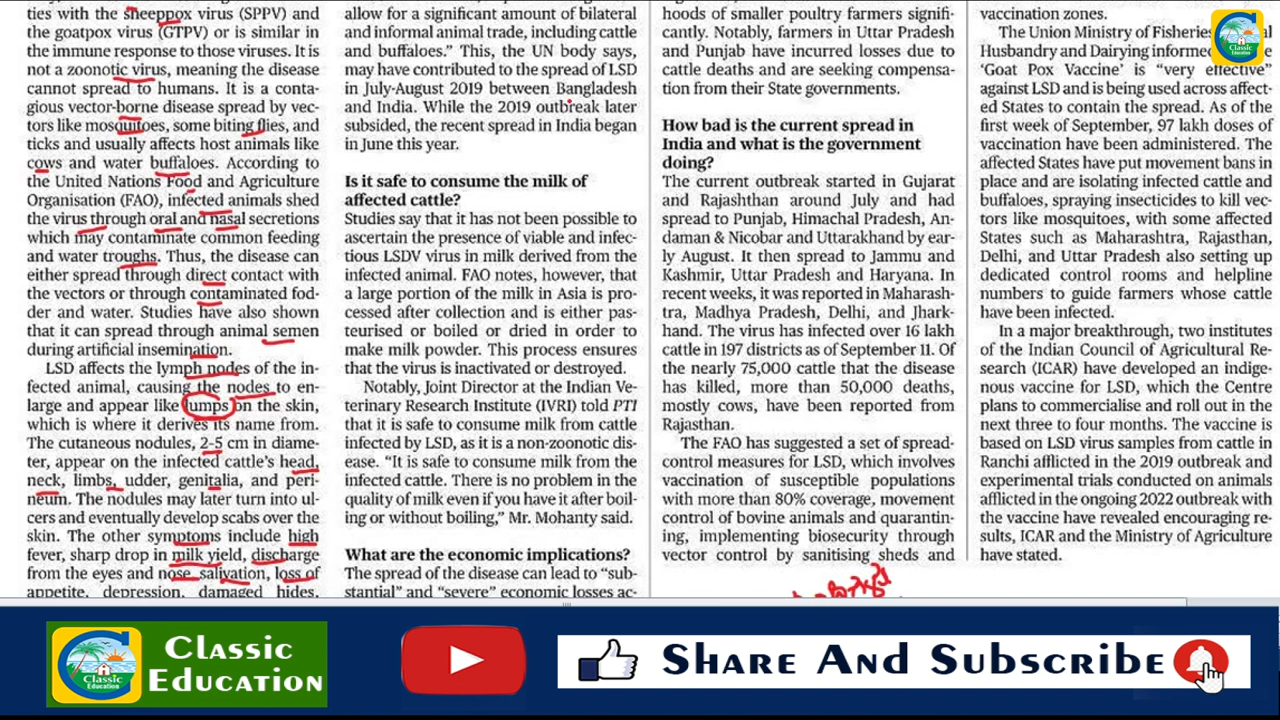 ties with the sheeppox virus (SPPV) and
the goatpox virus (GTPV) or is similar in
the immune response to those viruses. It is
not a zoonotic virus, meaning the disease
cannot spread to humans. It is a conta-
gious vector-borne disease spread by vec-
tors like mosquitoes, some biting flies, and
ticks and usually affects host animals like
cows and water buffaloes. According to
the United Nations Food and Agriculture
Organisation (FAO), infected animals shed
the virus through oral and nasal secretions
which may contaminate common feeding
and water troughs. Thus, the disease can
either spread through direct contact with
the vectors or through contaminated fod-
der and water. Studies have also shown
that it can spread through animal semen
during artificial insemination.
LSD affects the lymph nodes of the in-
fected animal, causing the nodes to en-
large and appear like lumps on the skin,
which is where it derives its name from.
The cutaneous nodules, 2-5 cm in diame-
ter, appear on the infected cattle's head,
neck, limbs, udder, genitalia, and peri-
neum. The nodules may later turn into ul-
cers and eventually develop scabs over the
skin. The other symptoms include high
fever, sharp drop in milk yield, discharge
from the eyes and nose, salivation, loss of
appetite, depression, damaged hides,
allow for a significant amount of bilateral
and informal animal trade, including cattle
and buffaloes.” This, the UN body says,
may have contributed to the spread of LSD
in July-August 2019 between Bangladesh
and India. While the 2019 outbreak later
subsided, the recent spread in India began
in June this year.
Is it safe to consume the milk of
affected cattle?
Studies say that it has not been possible to
ascertain the presence of viable and infec-
tious LSDV virus in milk derived from the
infected animal. FAO notes, however, that
a large portion of the milk in Asia is pro-
cessed after collection and is either pas-
teurised or boiled or dried in order to
make milk powder. This process ensures
that the virus is inactivated or destroyed.
Notably, Joint Director at the Indian Ve-
terinary Research Institute (IVRI) told PTI
that it is safe to consume milk from cattle
infected by LSD, as it is a non-zoonotic dis-
ease. “It is safe to consume milk from the
infected cattle. There is no problem in the
quality of milk even if you have it after boil-
ing or without boiling,” Mr. Mohanty said.
What are the economic implications?
The spread of the disease can lead to “sub-
stantial” and “severe” economic losses ac-
hoods of smaller poultry farmers signifi-
cantly. Notably, farmers in Uttar Pradesh
and Punjab have incurred losses due to
cattle deaths and are seeking compensa-
tion from their State governments.
How bad is the current spread in
India and what is the government
doing?
The current outbreak started in Gujarat
and Rajashthan around July and had
spread to Punjab, Himachal Pradesh, An-
daman & Nicobar and Uttarakhand by ear-
ly August. It then spread to Jammu and
Kashmir, Uttar Pradesh and Haryana. In
recent weeks, it was reported in Maharash-
tra, Madhya Pradesh, Delhi, and Jhark-
hand. The virus has infected over 16 lakh
cattle in 197 districts as of September 11. Of
the nearly 75,000 cattle that the disease
has killed, more than 50,000 deaths,
mostly cows, have been reported from
Rajasthan.
The FAO has suggested a set of spread-
control measures for LSD, which involves
vaccination of susceptible populations
with more than 80% coverage, movement
control of bovine animals and quarantin-
ing, implementing biosecurity through
vector control by sanitising sheds and
vaccination zones.
The Union Ministry of Fisheries
Husbandry and Dairying informed
‘Goat Pox Vaccine’ is “very effective”
against LSD and is being used across affect-
ed States to contain the spread. As of the
first week of September, 97 lakh doses of
vaccination have been administered. The
affected States have put movement bans in
place and are isolating infected cattle and
buffaloes, spraying insecticides to kill vec-
tors like mosquitoes, with some affected
States such as Maharashtra, Rajasthan,
Delhi, and Uttar Pradesh also setting up
dedicated control rooms and helpline
numbers to guide farmers whose cattle
have been infected.
In a major breakthrough, two institutes
of the Indian Council of Agricultural Re-
search (ICAR) have developed an indige-
nous vaccine for LSD, which the Centre
plans to commercialise and roll out in the
next three to four months. The vaccine is
based on LSD virus samples from cattle in
Ranchi afflicted in the 2019 outbreak and
experimental trials conducted on animals
afflicted in the ongoing 2022 outbreak with
the vaccine have revealed encouraging re-
sults, ICAR and the Ministry of Agriculture
have stated.
Classic
Education
Classic
Education
Classic
Education
Share And Subscribe